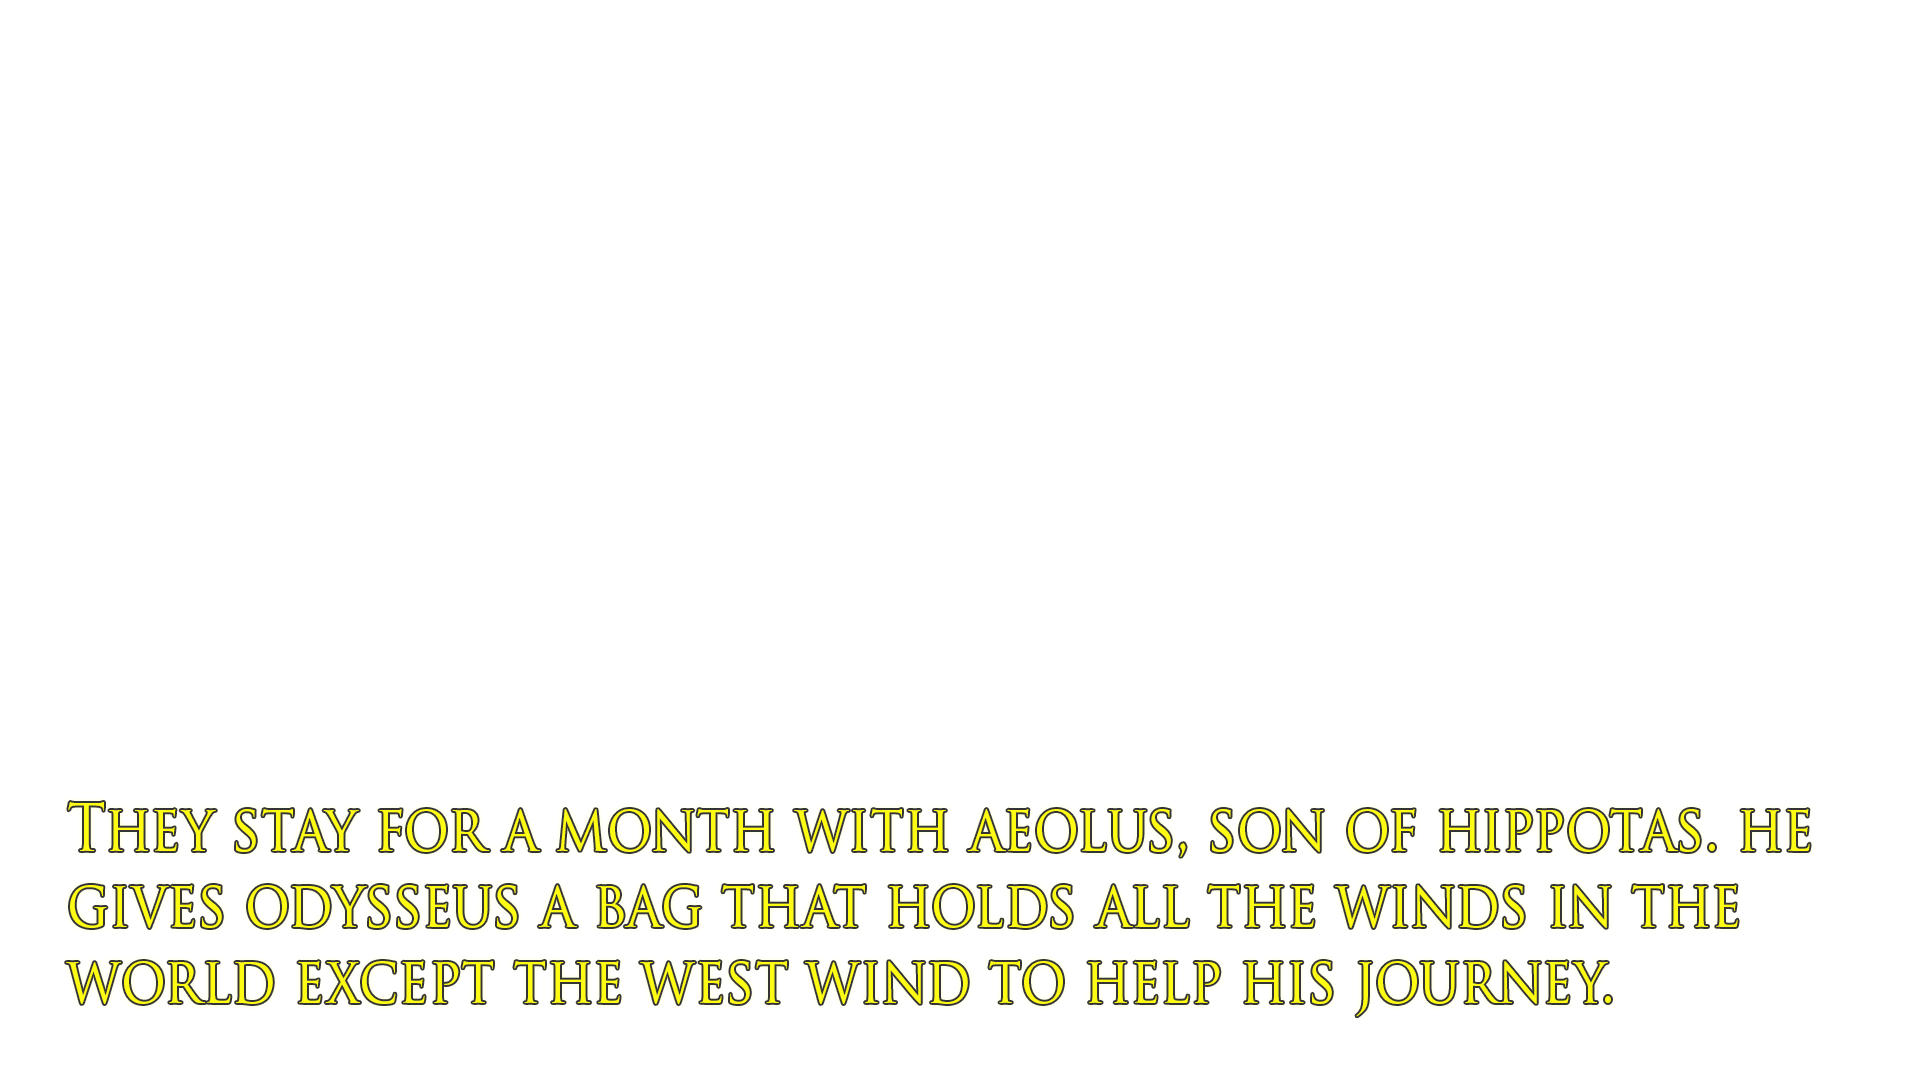 They stay for a month with aeolus, son of hippotas. he
gives odysseus a bag that holds all the winds in the
world except the west wind to help his journey.